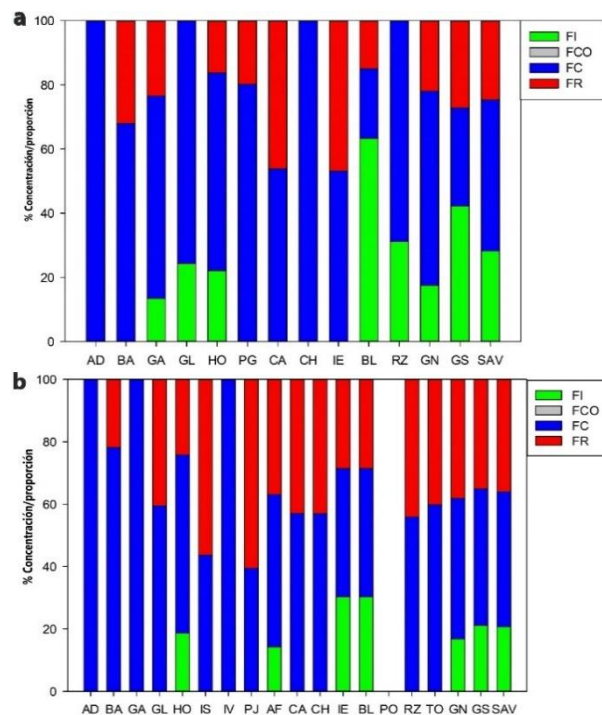 a
100
80
60
40
20
0
% Concentración/proporción
FI
FCO
FC
FR
AD BA GA GL HO PG CA CH IE BL RZ GN GS SAV
b
100
80
60
40
20
0
% Concentración/proporción
FI
FCO
FC
FR
AD BA GA GL HO IS IV PJ AF CA CH IE BL PO RZ TO GN GS SAV